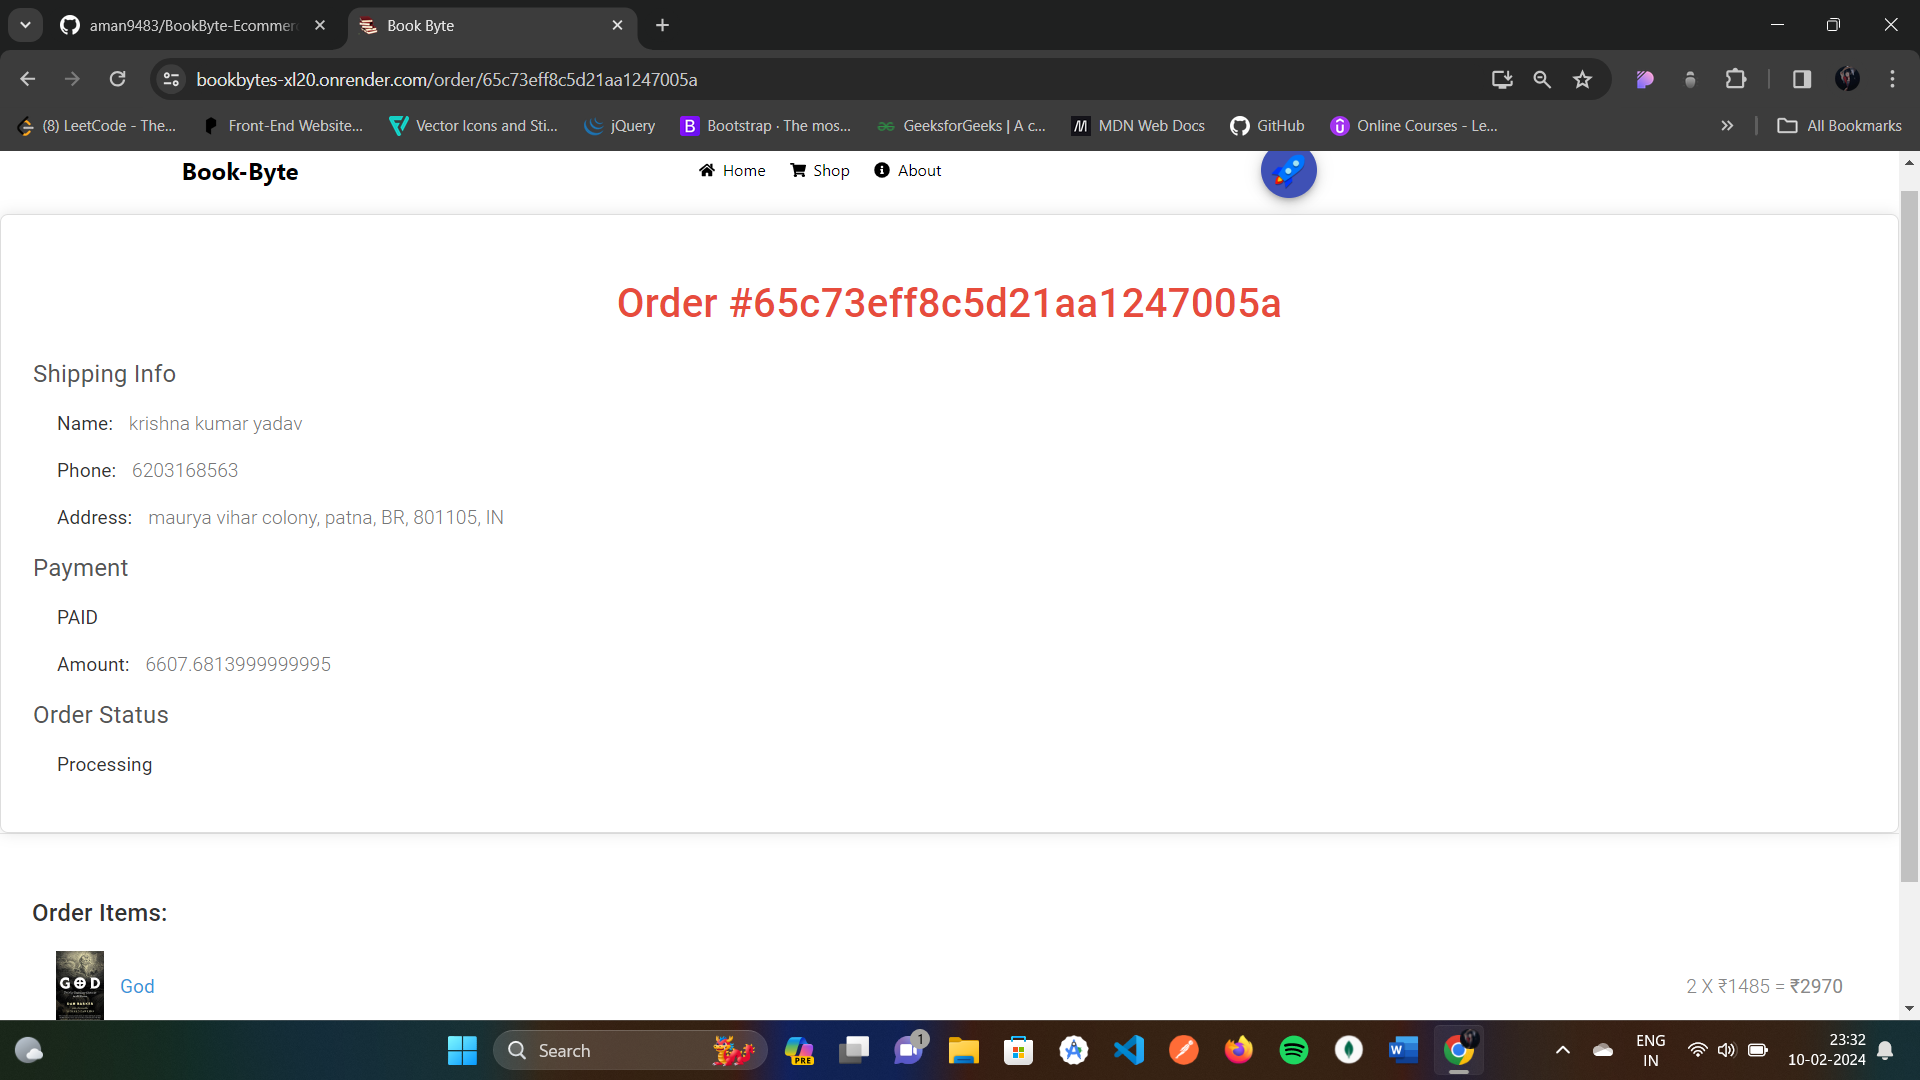 aman9483/BookByte-Ecommer
Book Byte
bookbytes-xl20.onrender.com/order/65c73eff8c5d21aa1247005a
(8) LeetCode - The...
Front-End Website...
Vector Icons and Sti...
jQuery
B Bootstrap · The mos...
GeeksforGeeks | A c...
M MDN Web Docs
GitHub
Online Courses - Le...
All Bookmarks
Book-Byte
Home
Shop
About
Order #65c73eff8c5d21aa1247005a
Shipping Info
Name: krishna kumar yadav
Phone: 6203168563
Address: maurya vihar colony, patna, BR, 801105, IN
Payment
PAID
Amount: 6607.6813999999995
Order Status
Processing
Order Items:
GOD
God
2 X ₹1485 = ₹2970
Search
PRE
1
W
ENG
IN
23:32
10-02-2024